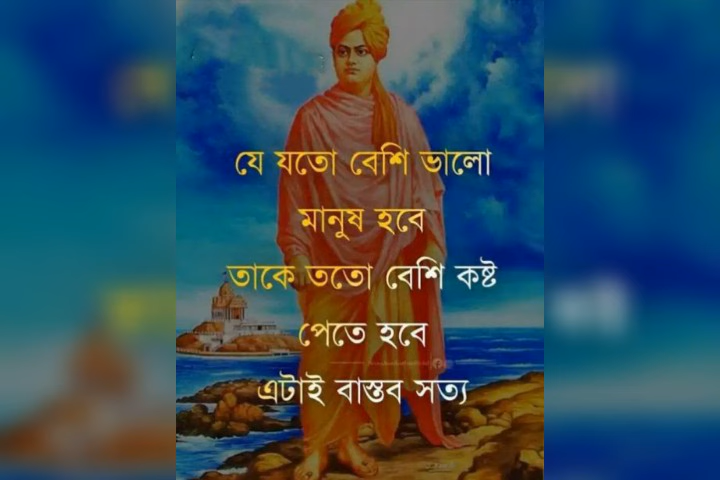 যে যতো বেশি ভালো
মানুষ হবে
তাকে ততো বেশি কষ্ট
পেতে হবে
এটাই বাস্তব সত্য